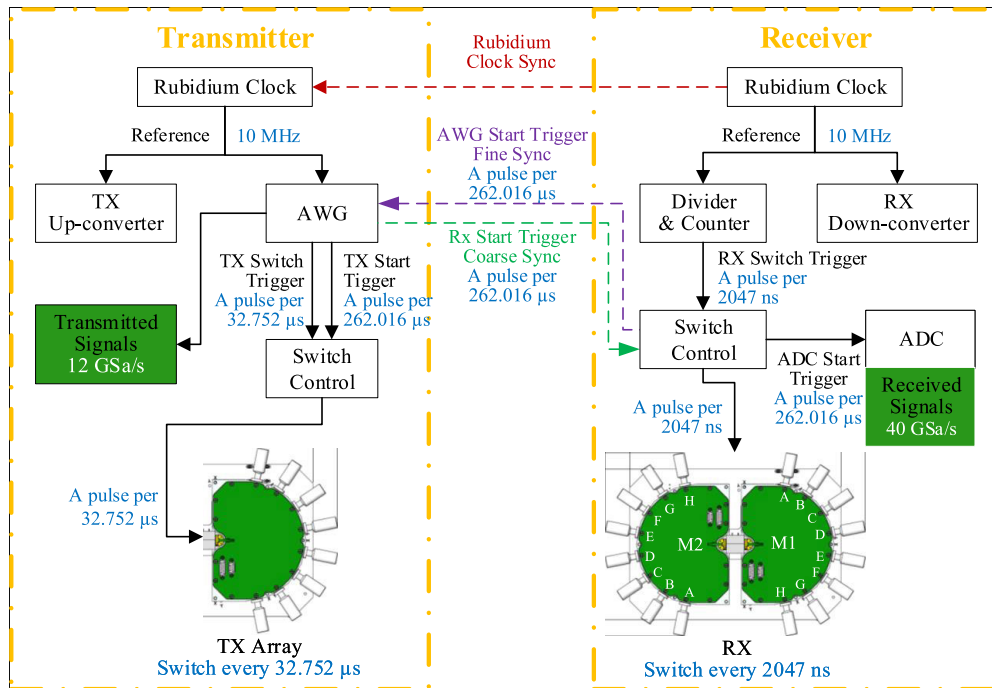 Transmitter
Receiver
Rubidium
Clock Sync
Rubidium Clock
Rubidium Clock
Reference
10 MHz
Reference
10 MHz
AWG Start Trigger
Fine Sync
A pulse per
262.016 µs
TX
Up-converter
AWG
Divider
& Counter
RX
Down-converter
Rx Start Trigger
Coarse Sync
A pulse per
262.016 µs
TX Switch
Trigger
A pulse per
32.752 µs
TX Start
Tigger
A pulse per
262.016 µs
RX Switch Trigger
A pulse per
2047 ns
Transmitted
Signals
12 GSa/s
Switch
Control
Switch
Control
ADC
ADC Start
Trigger
A pulse per
262.016 µs
Received
Signals
40 GSa/s
A pulse per
2047 ns
A pulse per
32.752 µs
H
G
F
E
D
C
B
A
M2
A
B
C
D
E
F
G
H
M1
TX Array
Switch every 32.752 µs
RX
Switch every 2047 ns